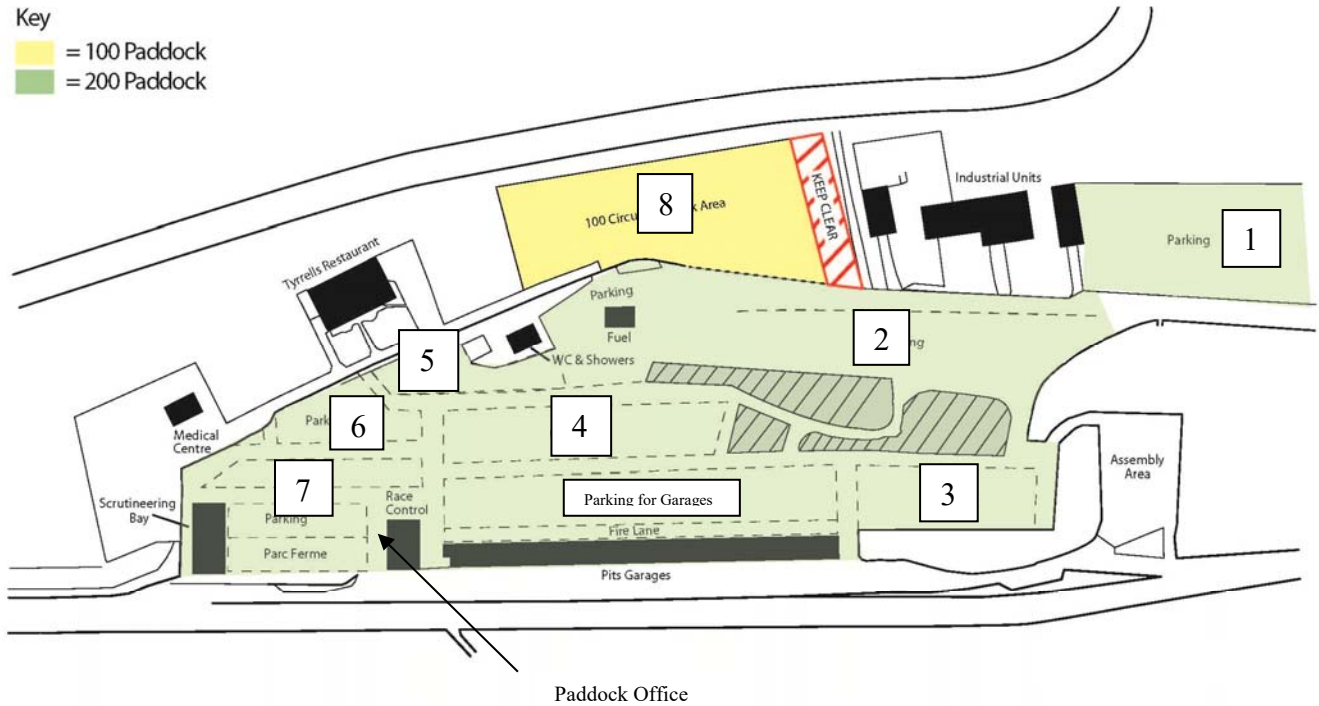 Key
= 100 Paddock
= 200 Paddock
8
100 Circu
Area
KEEP CLEAR
Industrial Units
Parking
1
Tyrrells Restaurant
Parking
Fuel
2
5
WC & Showers
6
4
Medical
Centre
7
3
Assembly
Area
Scrutineering
Bay
Parking
Race
Control
Parking for Garages
Fire Lane
Parc Ferme
Pits Garages
Paddock Office